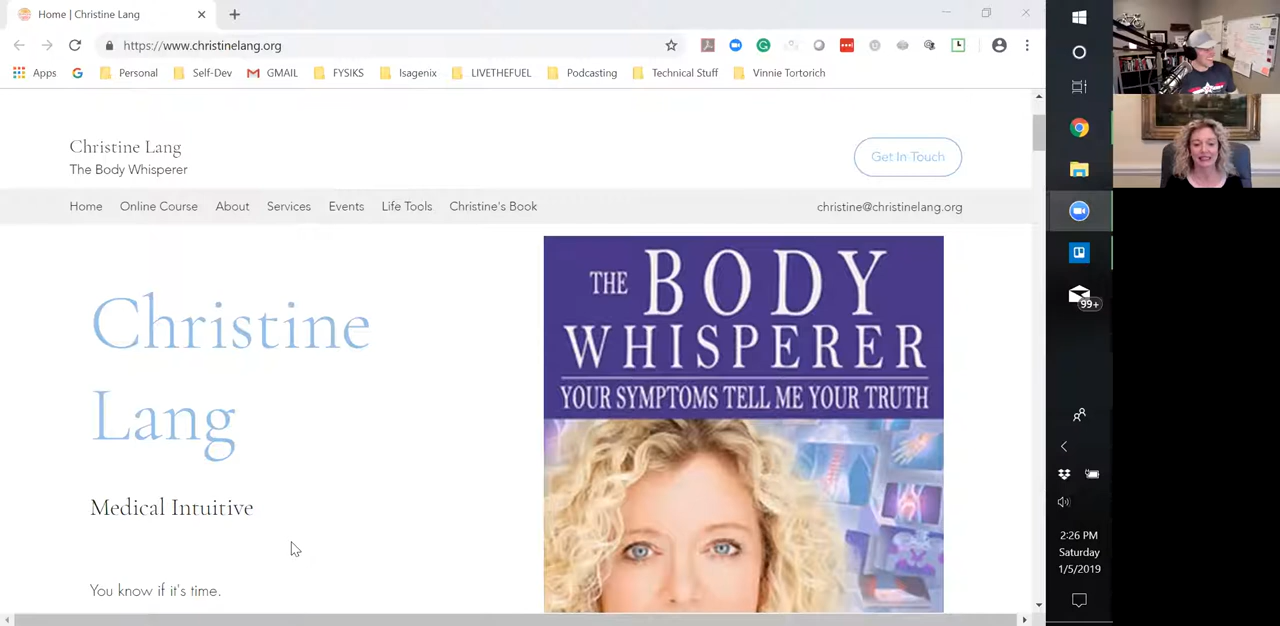 Home | Christine Lang
https://www.christinelang.org
Apps Personal Self-Dev GMAIL FYSIKS Isagenix LIVETHEFUEL Podcasting Technical Stuff Vinnie Tortorich
Christine Lang
The Body Whisperer
Get In Touch
Home Online Course About Services Events Life Tools Christine's Book christine@christinelang.org
THE BODY
WHISPERER
YOUR SYMPTOMS TELL ME YOUR TRUTH
Christine
Lang
Medical Intuitive
You know if it's time.
99+
2:26 PM
Saturday
1/5/2019